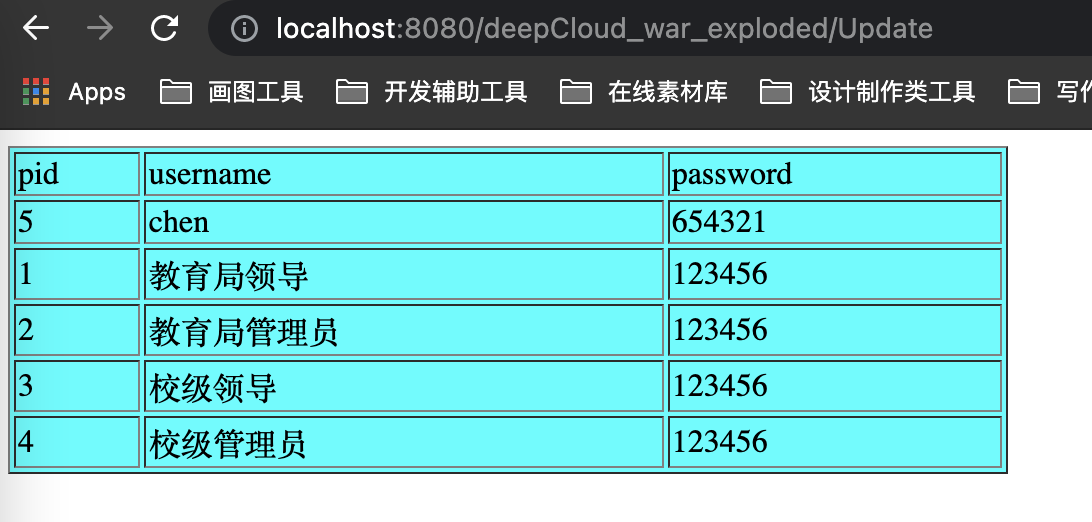 localhost:8080/deepCloud_war_exploded/Update
Apps 画图工具 开发辅助工具 在线素材库 设计制作类工具 写作
pid username password
5 chen 654321
1 教育局领导 123456
2 教育局管理员 123456
3 校级领导 123456
4 校级管理员 123456